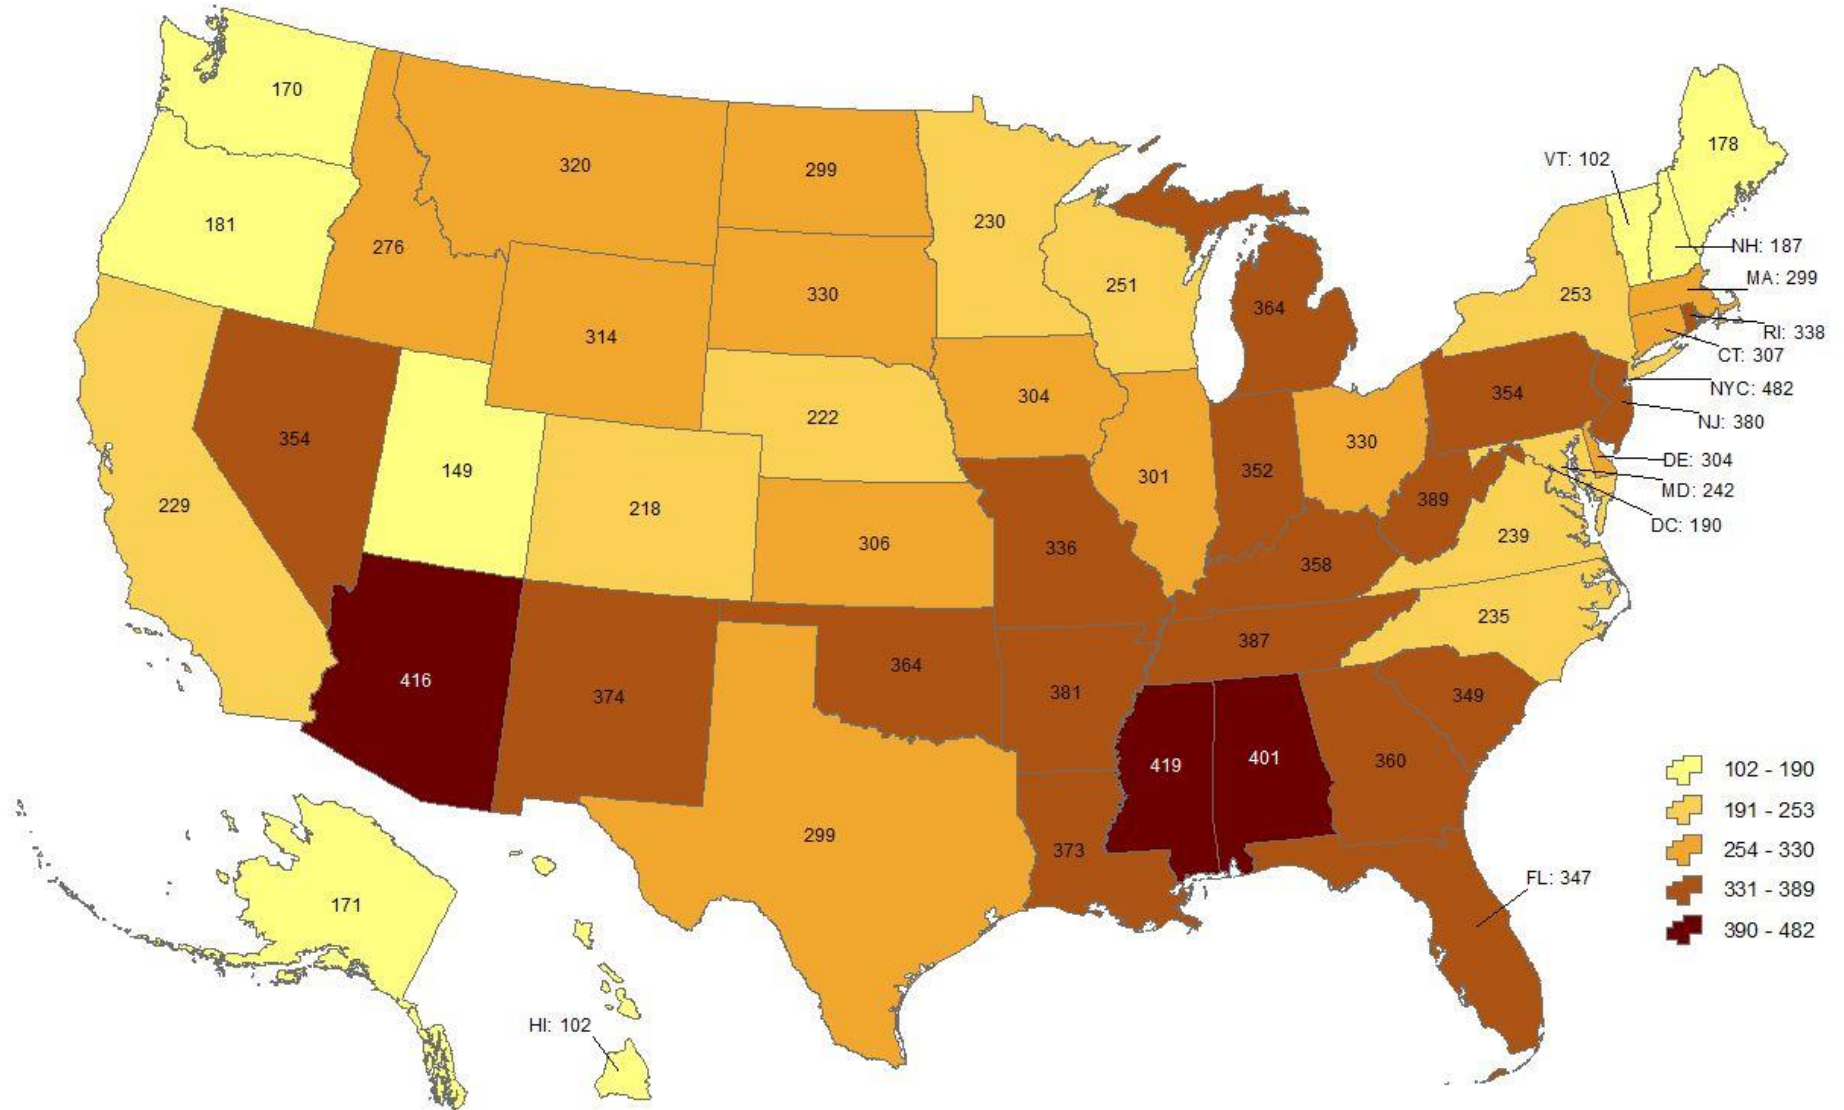 170
178
VT: 102
320
299
181
230
NH: 187
276
MA: 299
251
330
253
364
RI: 338
314
CT: 307
NYC: 482
304
354
222
NJ: 380
354
330
DE: 304
149
352
301
MD: 242
389
229
218
DC: 190
239
306
336
358
235
387
364
416
381
349
374
401
360
419
102 - 190
191 - 253
299
254 - 330
373
FL: 347
331 - 389
171
390 - 482
HI: 102